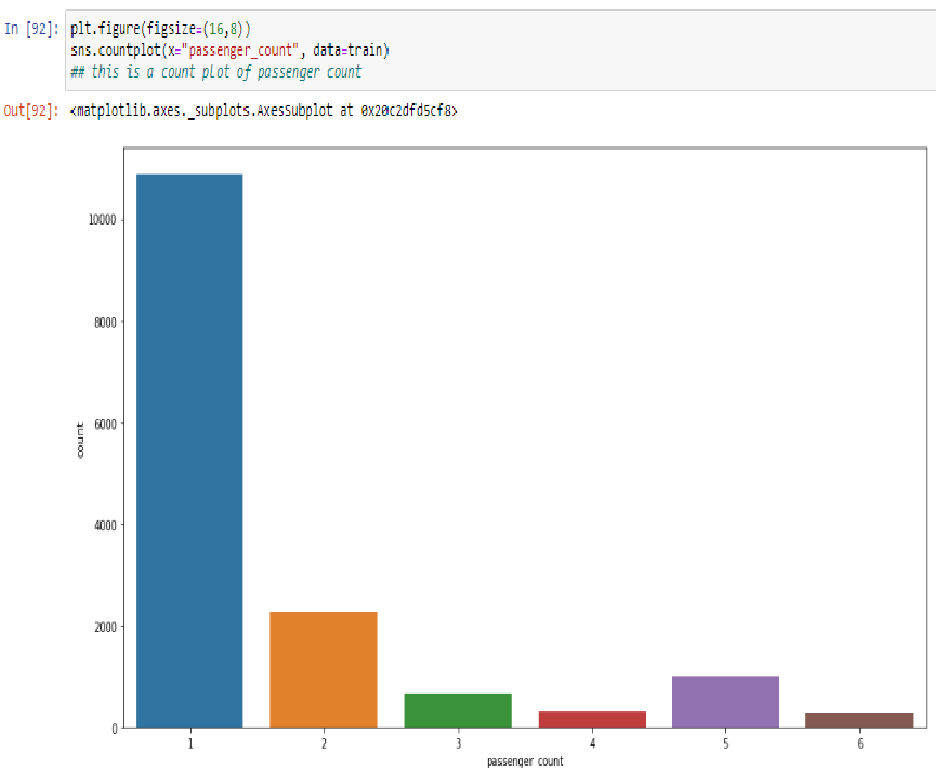 In [92]: plt.figure(figsize=(16,8))
sns.countplot(x="passenger_count", data=train)
## this is a count plot of passenger count
Out[92]: <matplotlib.axes._subplots.AxesSubplot at 0x20c2dfd5cf8>
10000
8000
6000
count
4000
2000
0
1 2 3 4 5 6
passenger count